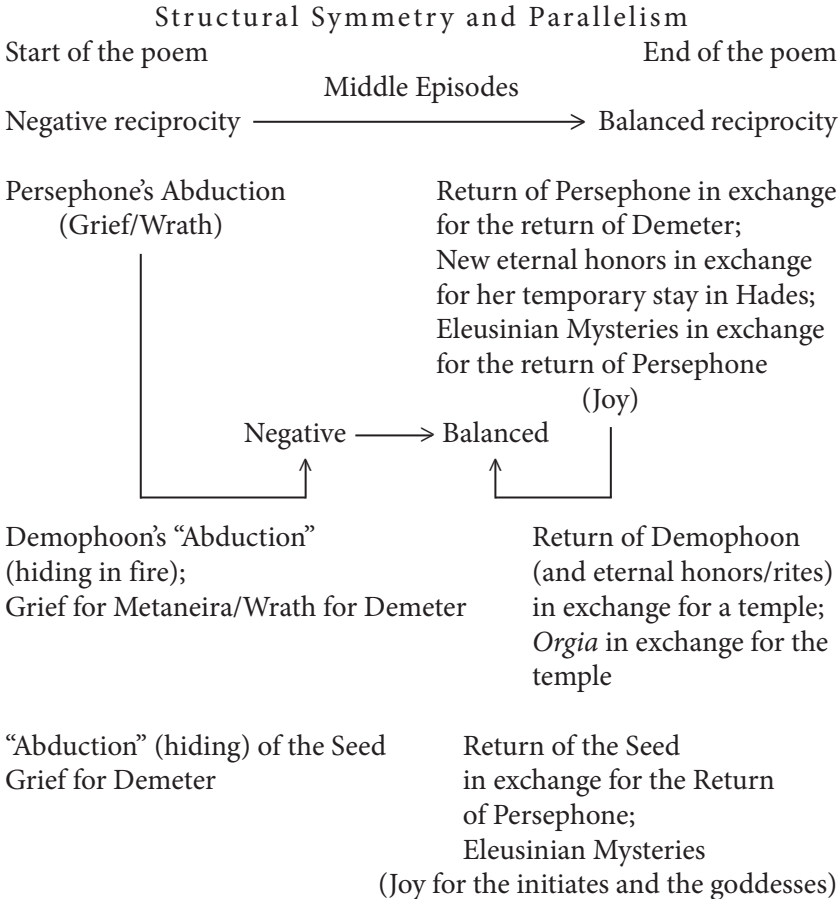 Structural Symmetry and Parallelism
Start of the poem
End of the poem
Middle Episodes
Negative reciprocity
Balanced reciprocity
Persephone’s Abduction
(Grief/Wrath)
Return of Persephone in exchange
for the return of Demeter;
New eternal honors in exchange
for her temporary stay in Hades;
Eleusinian Mysteries in exchange
for the return of Persephone
(Joy)
Negative
Balanced
Demophoon’s “Abduction”
(hiding in fire);
Grief for Metaneira/Wrath for Demeter
Return of Demophoon
(and eternal honors/rites)
in exchange for a temple;
Orgia in exchange for the
temple
“Abduction” (hiding) of the Seed
Grief for Demeter
Return of the Seed
in exchange for the Return
of Persephone;
Eleusinian Mysteries
(Joy for the initiates and the goddesses)